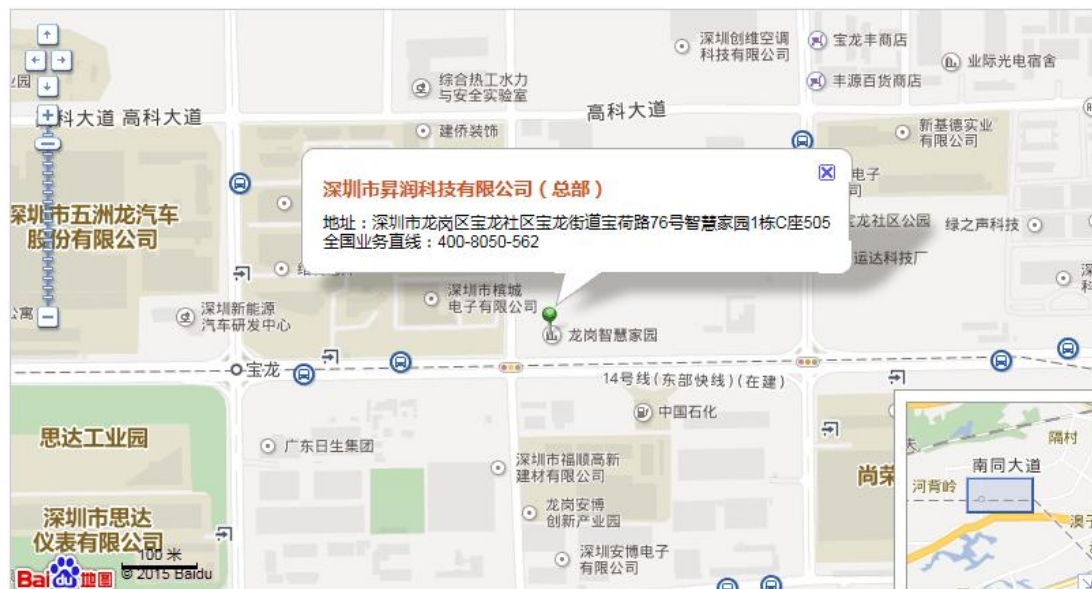 深圳创维空调
科技有限公司
宝龙丰商店
业际光电宿舍
综合热工水力
与安全实验室
丰源百货商店
科大道 高科大道
高科大道
建侨装饰
新基德实业
有限公司
深圳市昇润科技有限公司（总部）
地址：深圳市龙岗区宝龙社区宝龙街道宝荷路76号智慧家园1栋C座505
全国业务直线：400-8050-562
电子
司
深圳市五洲龙汽车
股份有限公司
宝龙社区公园
绿之声科技
运达科技厂
深圳市槟城
电子有限公司
深圳新能源
汽车研发中心
公寓
龙岗智慧家园
宝龙
14号线(东部快线)(在建)
中国石化
思达工业园
广东日生集团
深圳市福顺高新
建材有限公司
尚荣
隔村
南同大道
河背岭
龙岗安博
创新产业园
深圳市思达
仪表有限公司
深圳安博电子
有限公司
100 米
© 2015 Baidu
Bai du 地图